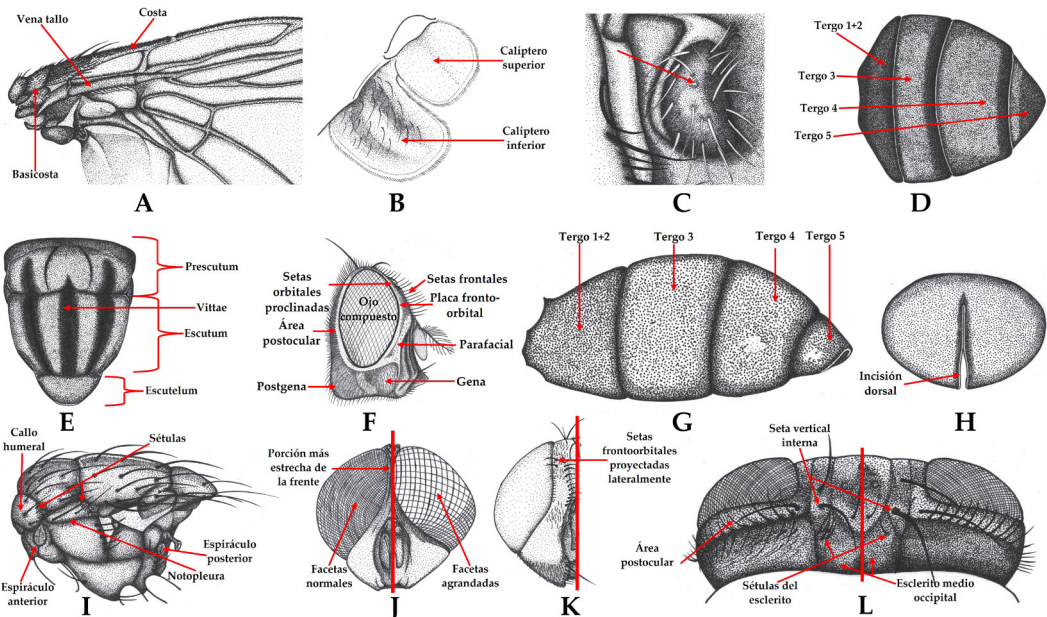 Vena tallo
Costa
Basicosta
A
Calíptero
superior
Calíptero
inferior
B
C
Tergo 1+2
Tergo 3
Tergo 4
Tergo 5
D
Prescutum
Vittae
Escutum
Escutelum
E
Setas
orbitales
proclinadas
Área
postocular
Postgena
Ojo
compuesto
Setas frontales
Placa fronto-
orbital
Parafacial
Gena
F
Tergo 1+2
Tergo 3
Tergo 4
Tergo 5
G
Incisión
dorsal
H
Callo
humeral
Sétulas
Espiráculo
anterior
Espiráculo
posterior
Notopleura
I
Porción más
estrecha de
la frente
Facetas
normales
Facetas
agrandadas
J
Setas
frontoorbitales
proyectadas
lateralmente
K
Seta vertical
interna
Área
postocular
Sétulas del
esclerito
Esclerito medio
occipital
L